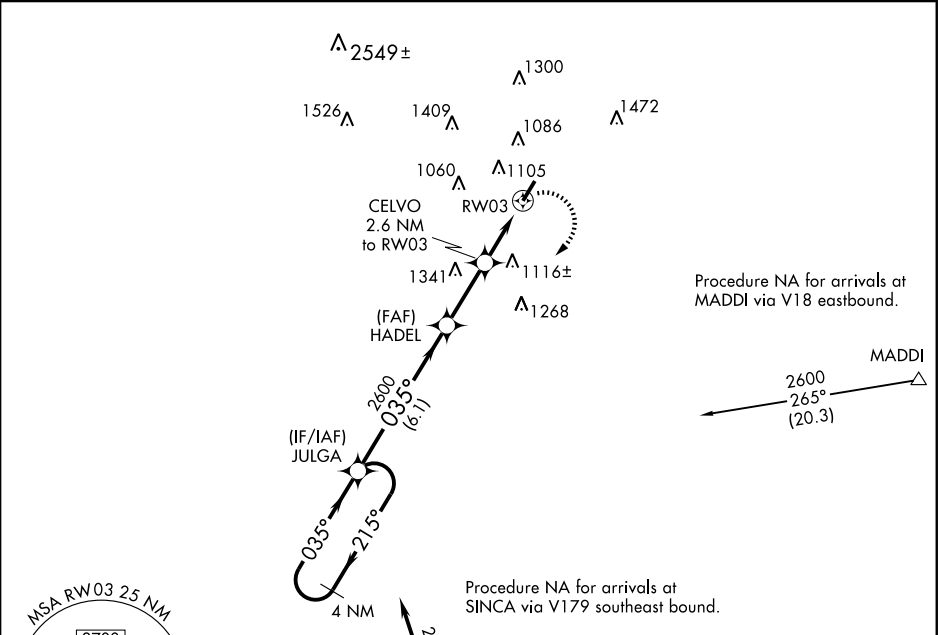 2549±
1300
1526
1409
1472
1086
1060
1105
CELVO
2.6 NM
to RW03
RW03
1341
1116±
1268
Procedure NA for arrivals at
MADDI via V18 eastbound.
(FAF)
HADEL
MADDI
2600
265°
(20.3)
2600
035°
(6.1)
(IF/IAF)
JULGA
035°
215°
4 NM
Procedure NA for arrivals at
SINCA via V179 southeast bound.
MSA RW03 25 NM